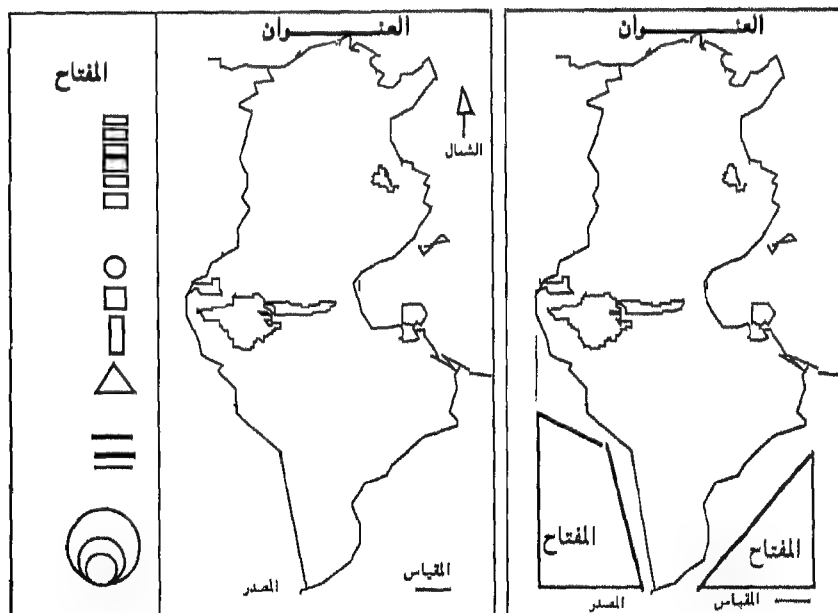 العنوان
المفتاح
الشمال
المقياس
المصدر
العنوان
المفتاح
المفتاح
المقياس
المصدر